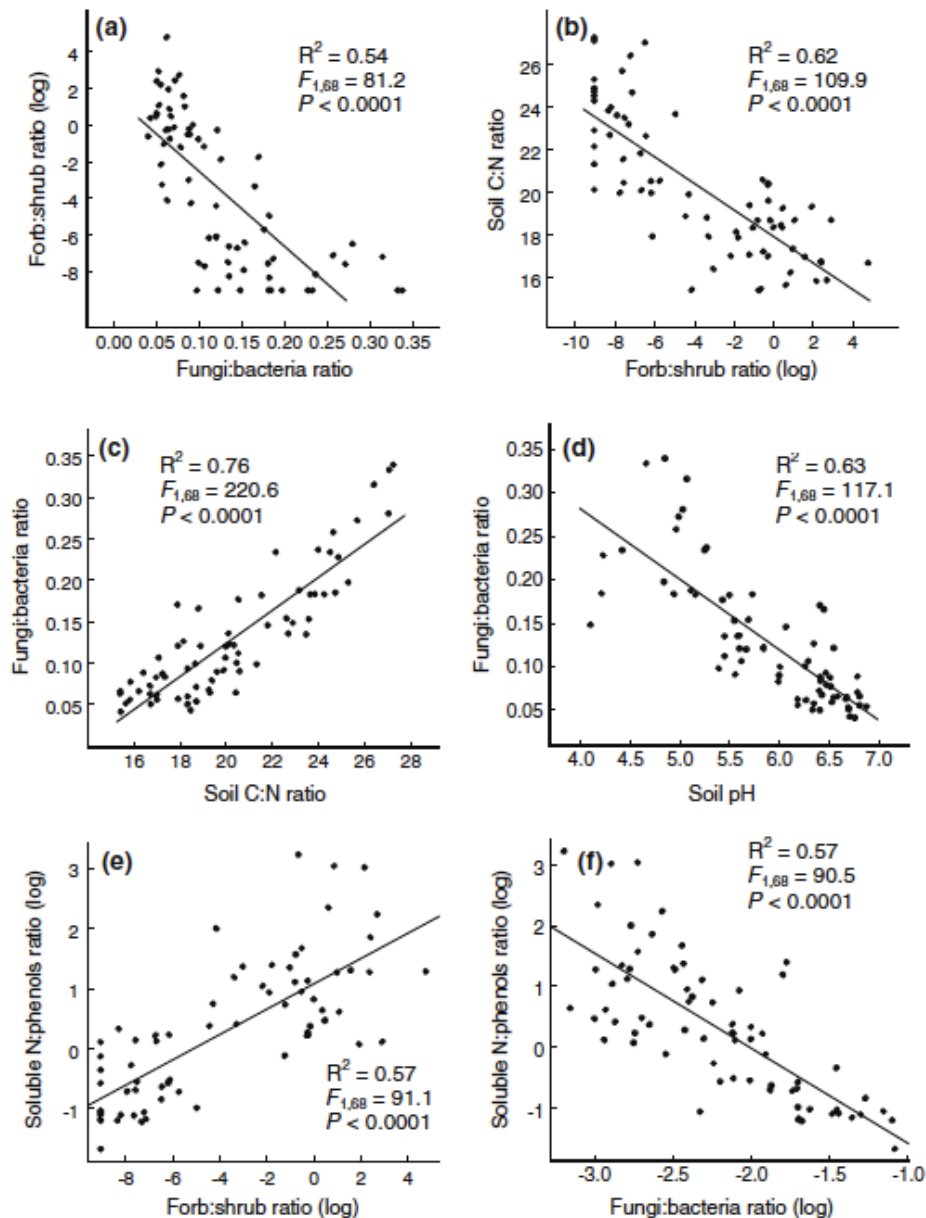 (a)
R² = 0.54
F1,68 = 81.2
P < 0.0001
4
2
0
-2
-4
-6
-8
Forb:shrub ratio (log)
0.00 0.05 0.10 0.15 0.20 0.25 0.30 0.35
Fungi:bacteria ratio
(b)
R² = 0.62
F1,68 = 109.9
P < 0.0001
26
24
22
20
18
16
Soil C:N ratio
-10 -8 -6 -4 -2 0 2 4
Forb:shrub ratio (log)
(c)
R² = 0.76
F1,68 = 220.6
P < 0.0001
0.35
0.30
0.25
0.20
0.15
0.10
0.05
Fungi:bacteria ratio
16 18 20 22 24 26 28
Soil C:N ratio
(d)
R² = 0.63
F1,68 = 117.1
P < 0.0001
0.35
0.30
0.25
0.20
0.15
0.10
0.05
Fungi:bacteria ratio
4.0 4.5 5.0 5.5 6.0 6.5 7.0
Soil pH
(e)
3
2
1
0
-1
Soluble N:phenols ratio (log)
R² = 0.57
F1,68 = 91.1
P < 0.0001
-8 -6 -4 -2 0 2 4
Forb:shrub ratio (log)
(f)
R² = 0.57
F1,68 = 90.5
P < 0.0001
3
2
1
0
-1
Soluble N:phenols ratio (log)
-3.0 -2.5 -2.0 -1.5 -1.0
Fungi:bacteria ratio (log)